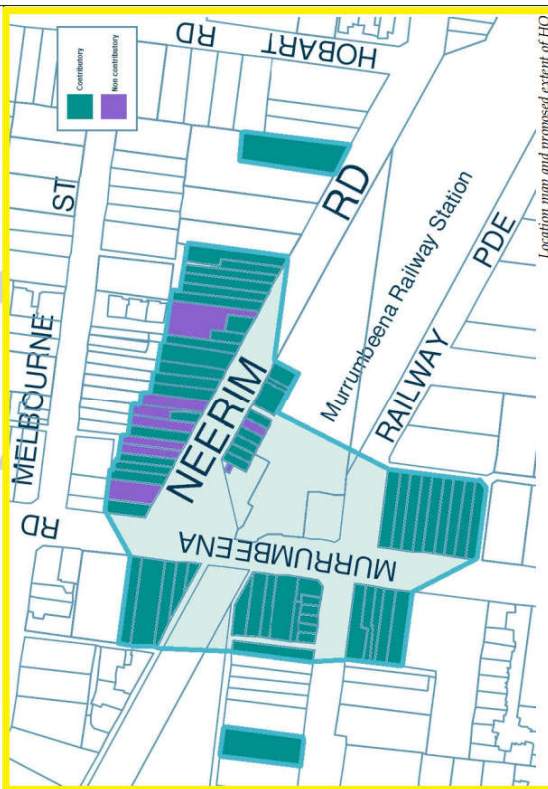 HOBART
RD
Contributory
Non contributory
ST
MELBOURNE
RD
NEERIM
RD
Murrumbeena Railway Station
RAILWAY
PDE
MURRUMBEENA
Location map and proposed extent of HO